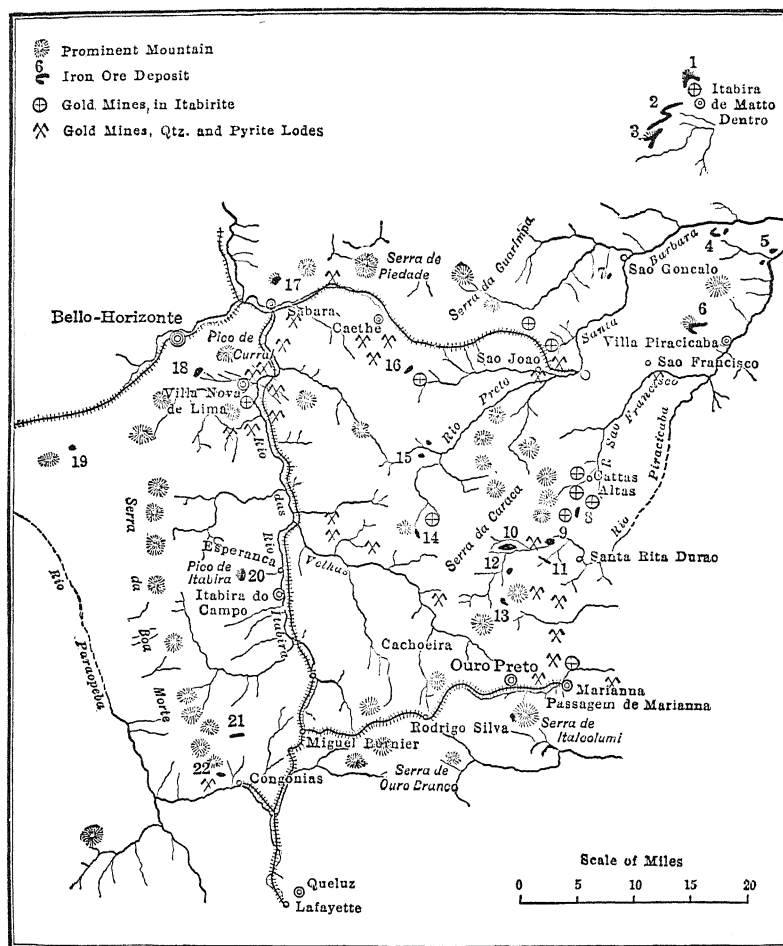 Prominent Mountain
6
Iron Ore Deposit
Gold Mines, in Itabirite
Gold Mines, Qtz. and Pyrite Lodes
1
Itabira
de Matto
Dentro
2
3
Serra da Guarimpa
Barbara
4
5
Serra de
Piedade
Sao Goncalo
7
17
Bello-Horizonte
Sabara
Caethe
Santa
6
Villa Piracicaba
Pico de
Curru
16
Sao Joao
Sao Francisco
18
Villa Nova
de Lima
Rio
Preto
R. Sao Francisco
Piracicaba
19
15
Rio
Cattas
Altas
8
Serra
da
Boa
Morte
das
14
Serra da Caraca
10
9
Rio
Esperanca
Velhas
12
11
Santa Rita Durao
Rio
Paraopeba
Pico de
Itabira
20
Itabira do
Campo
Rio
Itabira
13
Cachoeira
Ouro Preto
Marianna
Passagem de Marianna
21
Miguel Burnier
Rodrigo Silva
Serra de
Italcolumi
22
Congonias
Serra de
Ouro Branco
Scale of Miles
0 5 10 15 20
Queluz
Lafayette